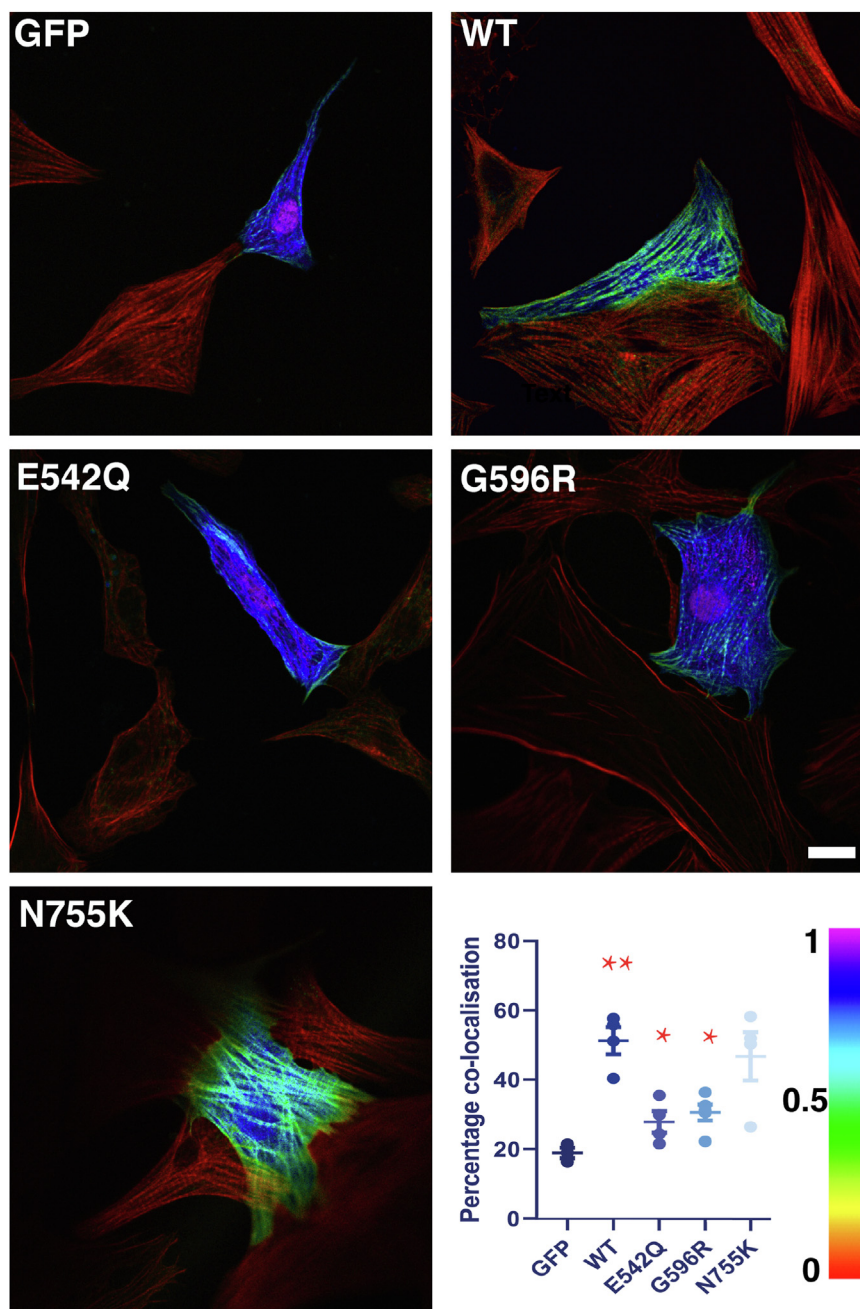 GFP
WT
Text
E542Q
G596R
N755K
Percentage co-localisation
80
60
40
20
0
**
*
*
GFP
WT
E542Q
G596R
N755K
1
0.5
0